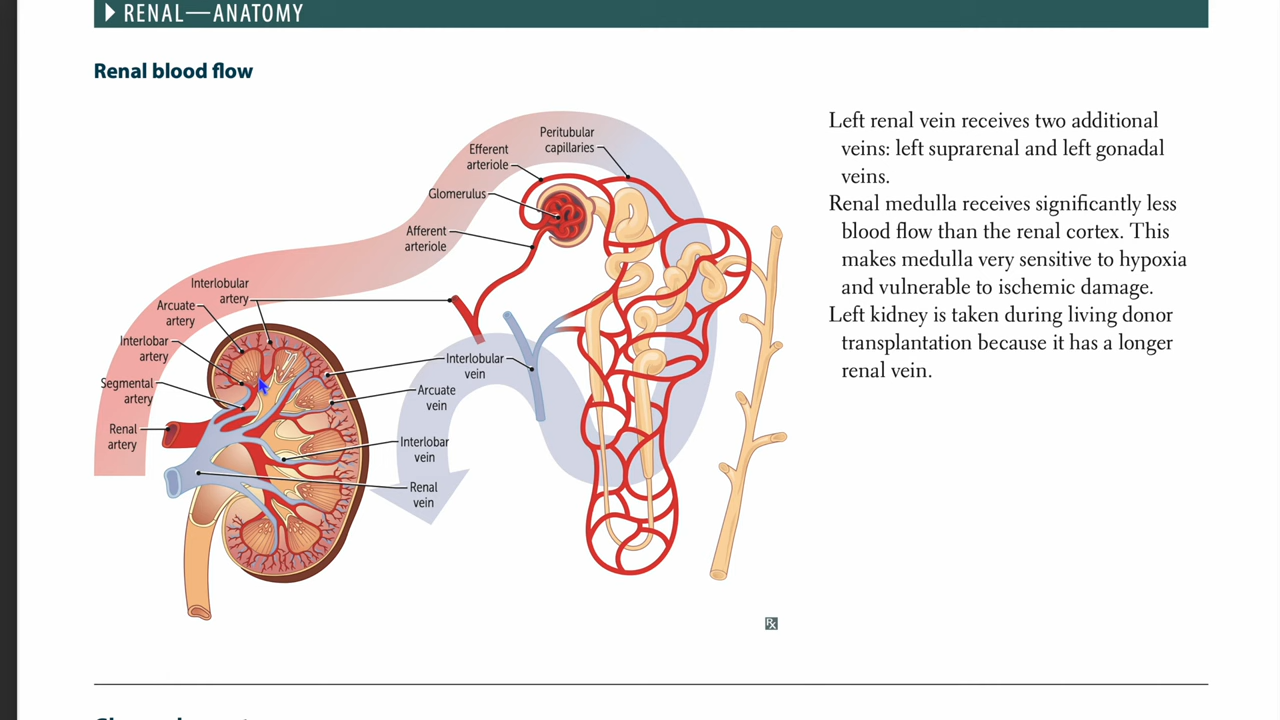 RENAL—ANATOMY
Renal blood flow
Peritubular
capillaries
Efferent
arteriole
Glomerulus
Afferent
arteriole
Interlobular
artery
Arcuate
artery
Interlobar
artery
Segmental
artery
Renal
artery
Interlobular
vein
Arcuate
vein
Interlobar
vein
Renal
vein
Left renal vein receives two additional
veins: left suprarenal and left gonadal
veins.
Renal medulla receives significantly less
blood flow than the renal cortex. This
makes medulla very sensitive to hypoxia
and vulnerable to ischemic damage.
Left kidney is taken during living donor
transplantation because it has a longer
renal vein.